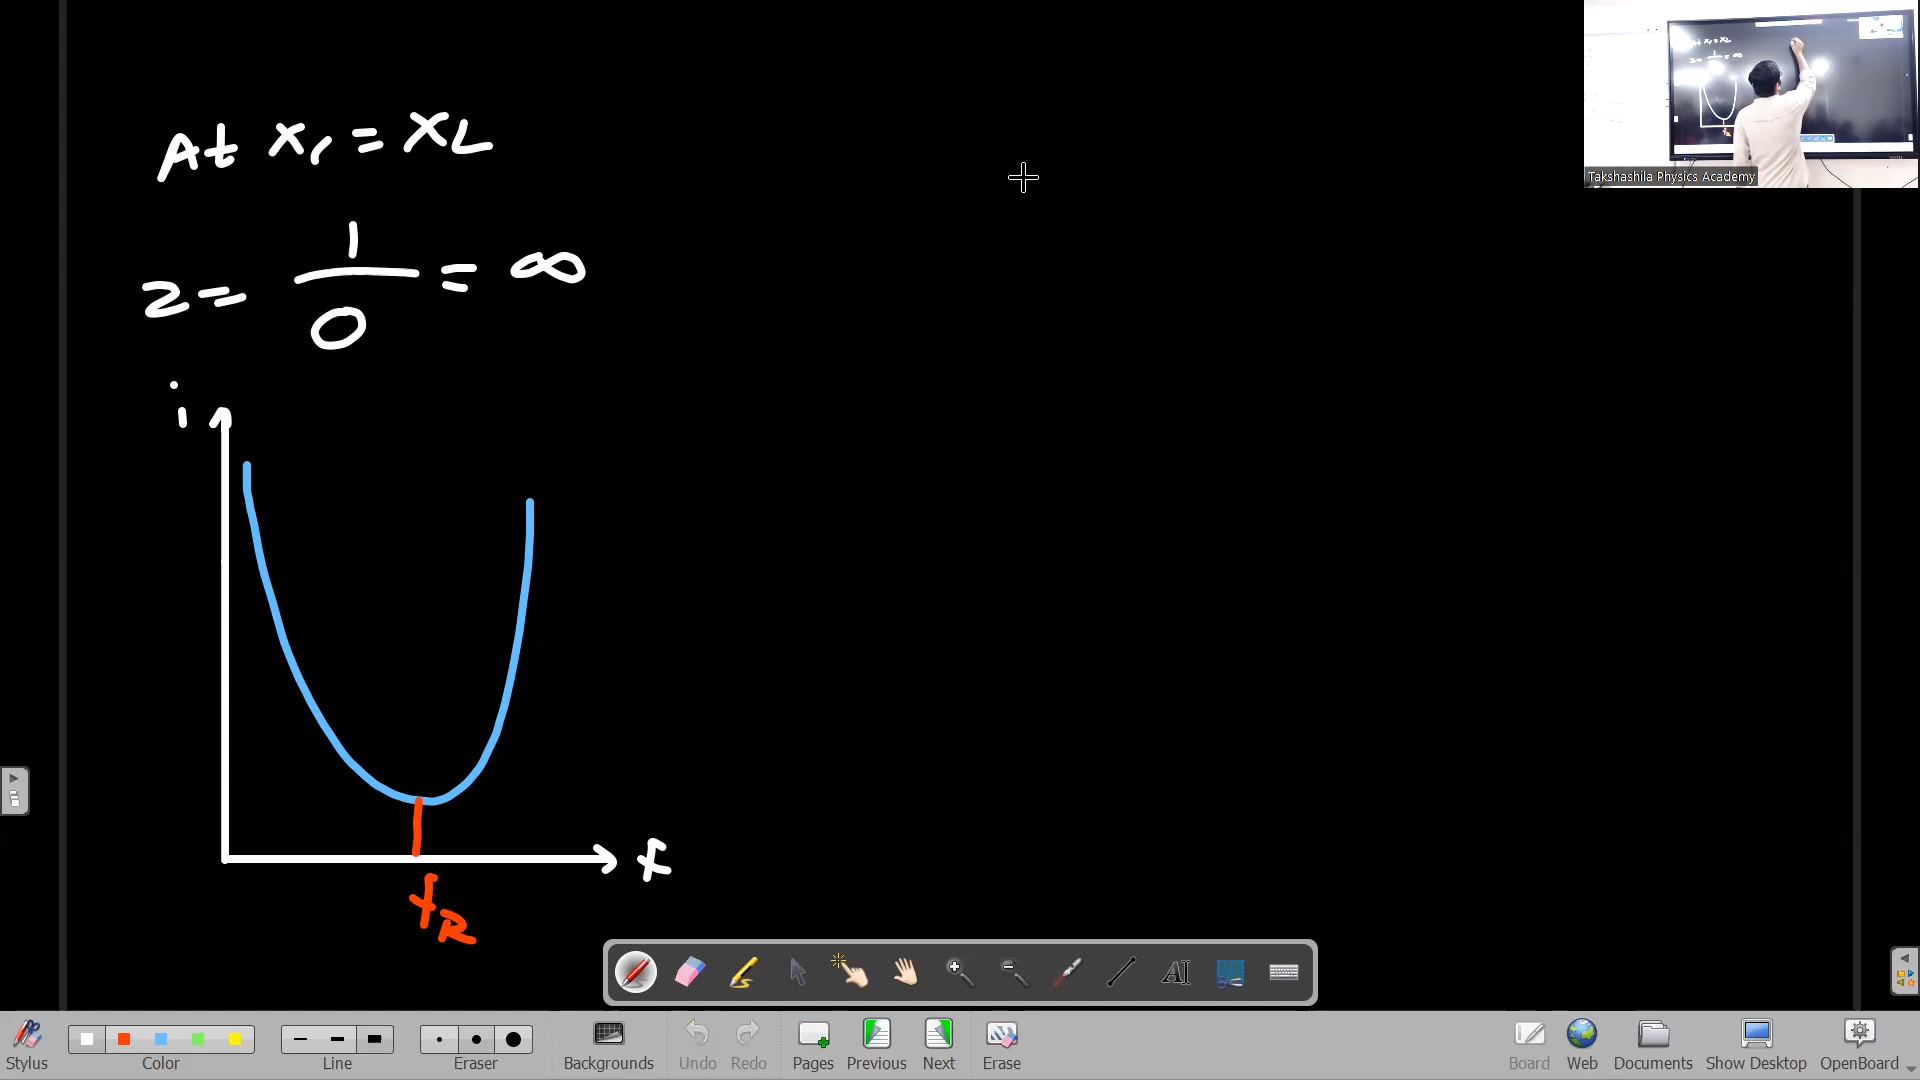 At Xc = XL
Z = 1/0 = ∞
i
f
fR
Takshashila Physics Academy
Stylus
Color
Line
Eraser
Backgrounds
Undo
Redo
Pages
Previous
Next
Erase
Board
Web
Documents
Show Desktop
OpenBoard